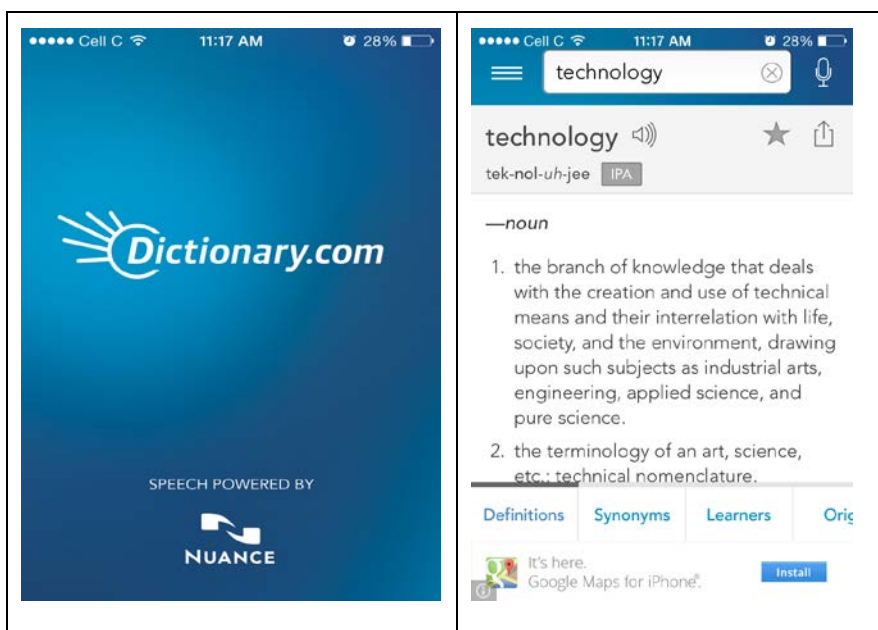 Cell C 11:17 AM 28%
Dictionary.com
SPEECH POWERED BY
NUANCE
Cell C 11:17 AM 28%
technology
technology
tek-nol-uh-jee IPA
—noun
1. the branch of knowledge that deals
with the creation and use of technical
means and their interrelation with life,
society, and the environment, drawing
upon such subjects as industrial arts,
engineering, applied science, and
pure science.
2. the terminology of an art, science,
etc.; technical nomenclature.
Definitions Synonyms Learners Orig
It's here.
Google Maps for iPhone®.
Install